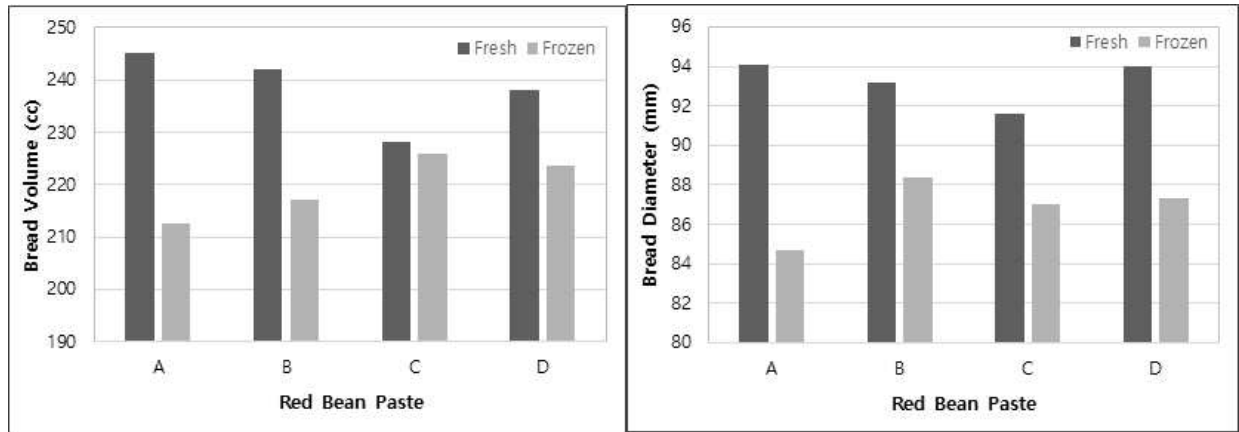 250
240
230
220
210
200
190
Bread Volume (cc)
Fresh Frozen
A B C D
Red Bean Paste
96
94
92
90
88
86
84
82
80
Bread Diameter (mm)
Fresh Frozen
A B C D
Red Bean Paste